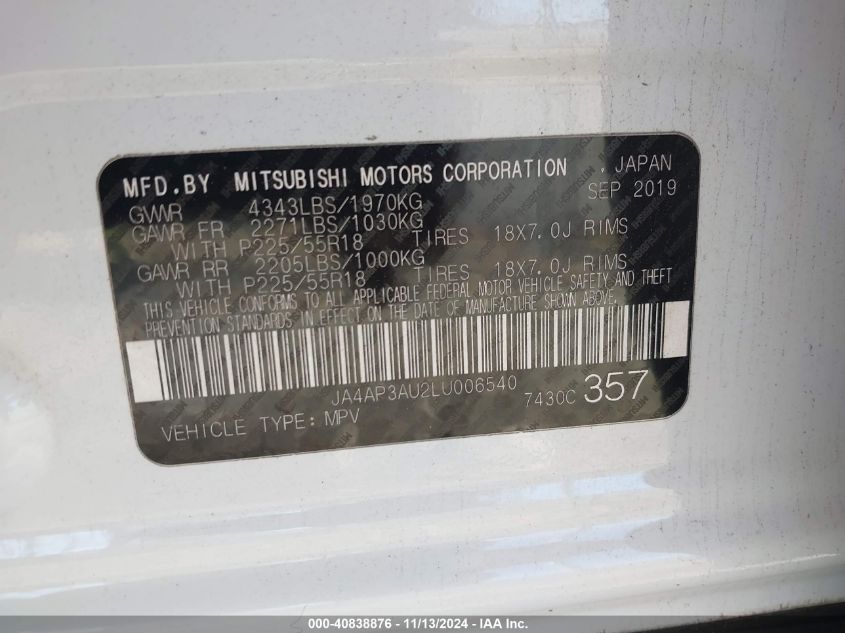 MFD.BY MITSUBISHI MOTORS CORPORATION . JAPAN
SEP 2019
GVWR 4343LBS/1970KG
GAWR FR 2271LBS/1030KG
WITH P225/55R18 TIRES 18X7.0J RIMS
GAWR RR 2205LBS/1000KG
WITH P225/55R18 TIRES 18X7.0J RIMS
THIS VEHICLE CONFORMS TO ALL APPLICABLE FEDERAL MOTOR VEHICLE SAFETY AND THEFT
PREVENTION STANDARDS IN EFFECT ON THE DATE OF MANUFACTURE SHOWN ABOVE.
JA4AP3AU2LU006540
7430C 357
VEHICLE TYPE: MPV
000-40838876 - 11/13/2024 - IAA Inc.